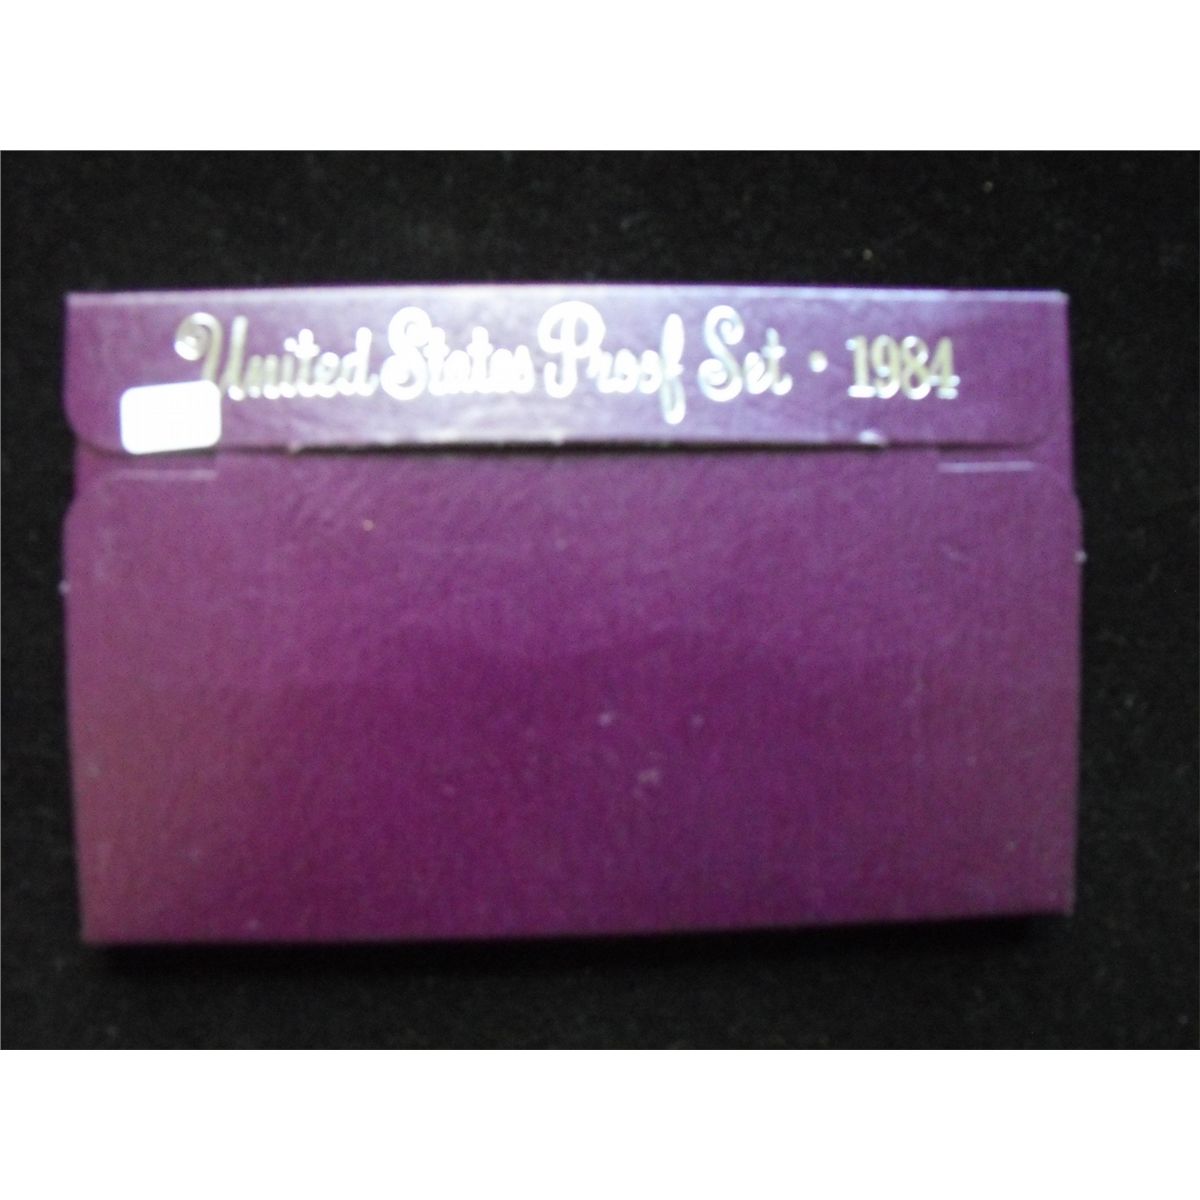 United States Proof Set · 1984